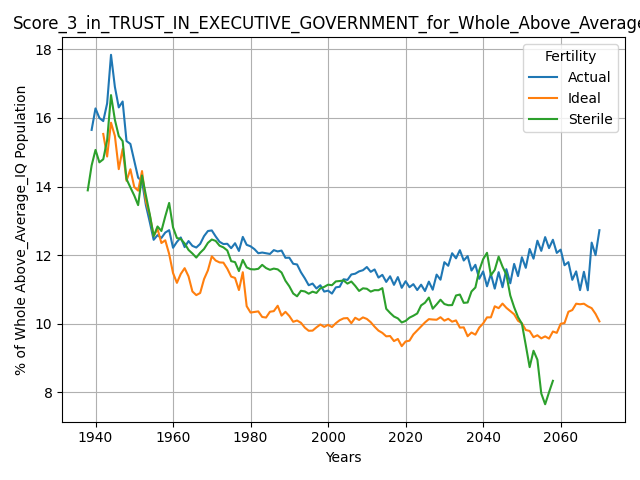 Score_3_in_TRUST_IN_EXECUTIVE_GOVERNMENT_for_Whole_Above_Average
18
16
14
12
10
8
% of Whole Above_Average_IQ Population
Fertility
Actual
Ideal
Sterile
1940
1960
1980
2000
2020
2040
2060
Years